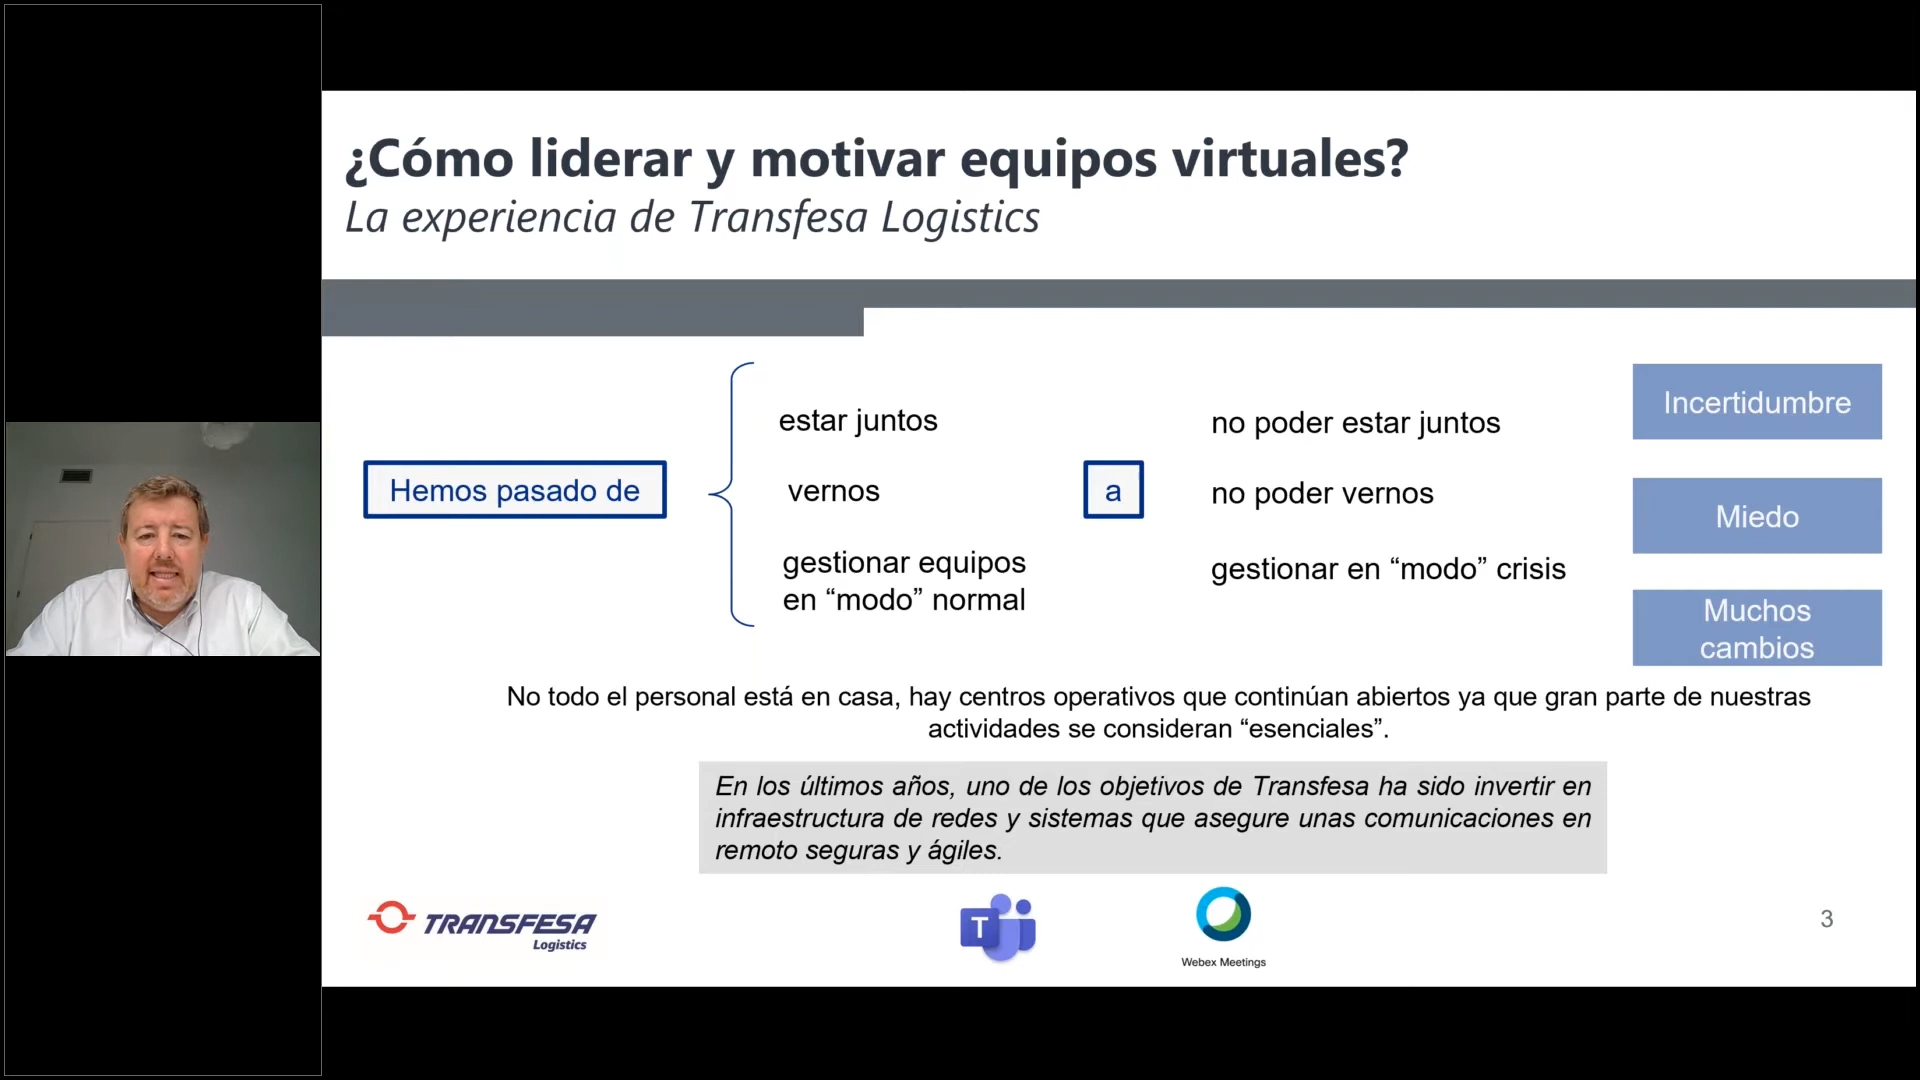 ¿Cómo liderar y motivar equipos virtuales?
La experiencia de Transfesa Logistics
Hemos pasado de
estar juntos
vernos
gestionar equipos
en “modo” normal
a
no poder estar juntos
no poder vernos
gestionar en “modo” crisis
Incertidumbre
Miedo
Muchos
cambios
No todo el personal está en casa, hay centros operativos que continúan abiertos ya que gran parte de nuestras
actividades se consideran “esenciales”.
En los últimos años, uno de los objetivos de Transfesa ha sido invertir en
infraestructura de redes y sistemas que asegure unas comunicaciones en
remoto seguras y ágiles.
TRANSFESA
Logistics
T
Webex Meetings
3